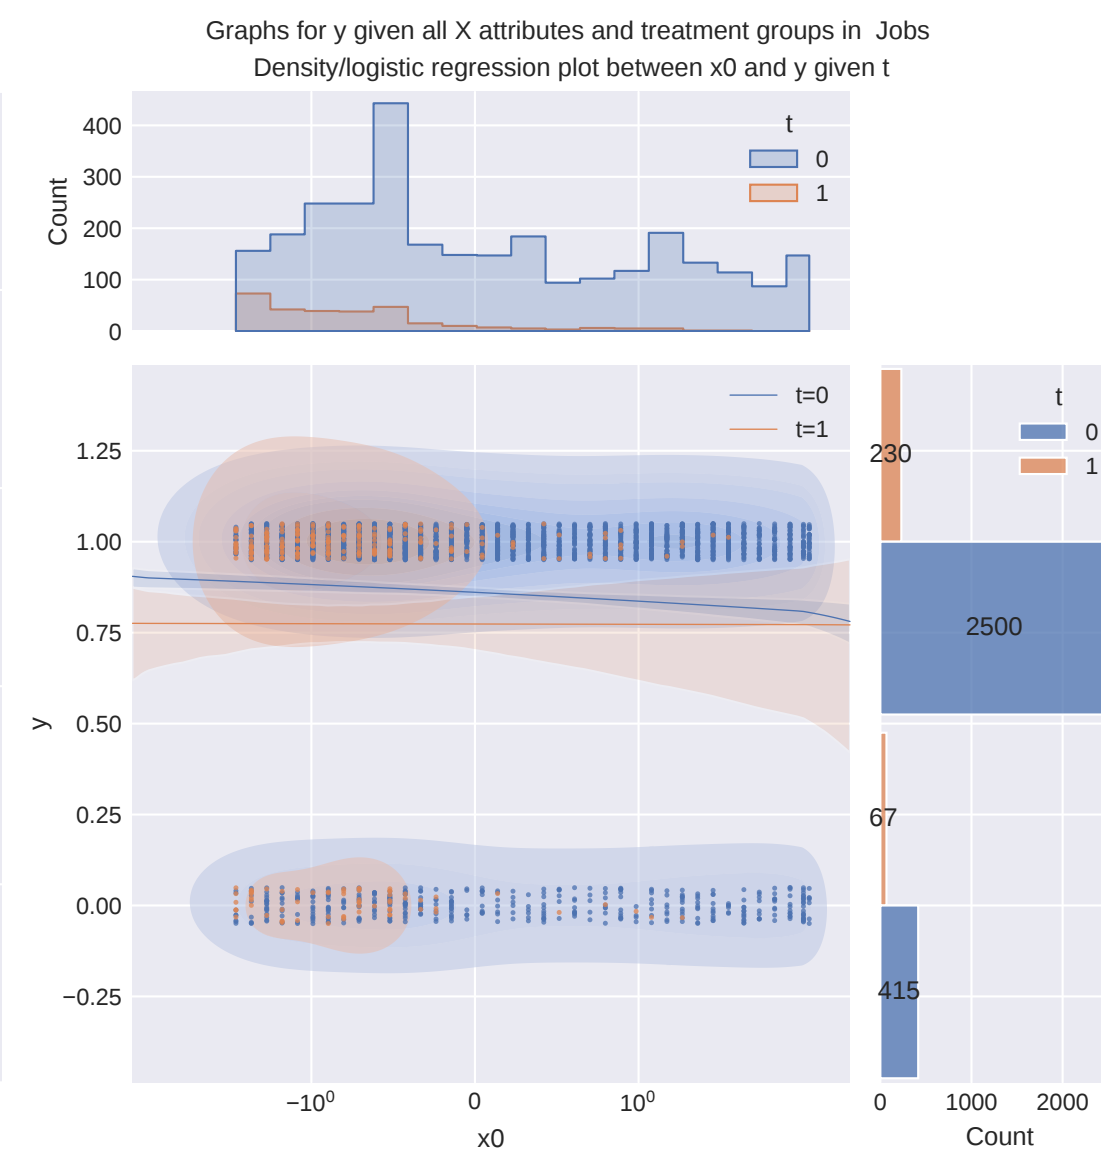 Graphs for y given all X attributes and treatment groups in  Jobs
Density/logistic regression plot between x0 and y given t
400
300
200
100
0
Count
t
0
1
t=0
t=1
1.25
1.00
0.75
0.50
0.25
0.00
−0.25
y
−10⁰
0
10⁰
x0
t
0
1
230
2500
67
415
0
1000
2000
Count